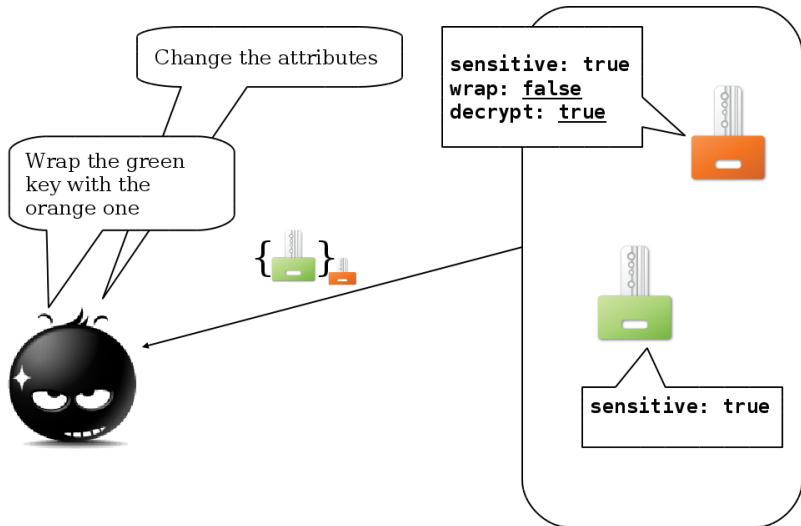 Change the attributes
Wrap the green
key with the
orange one
sensitive: true
wrap: false
decrypt: true
{ }
sensitive: true